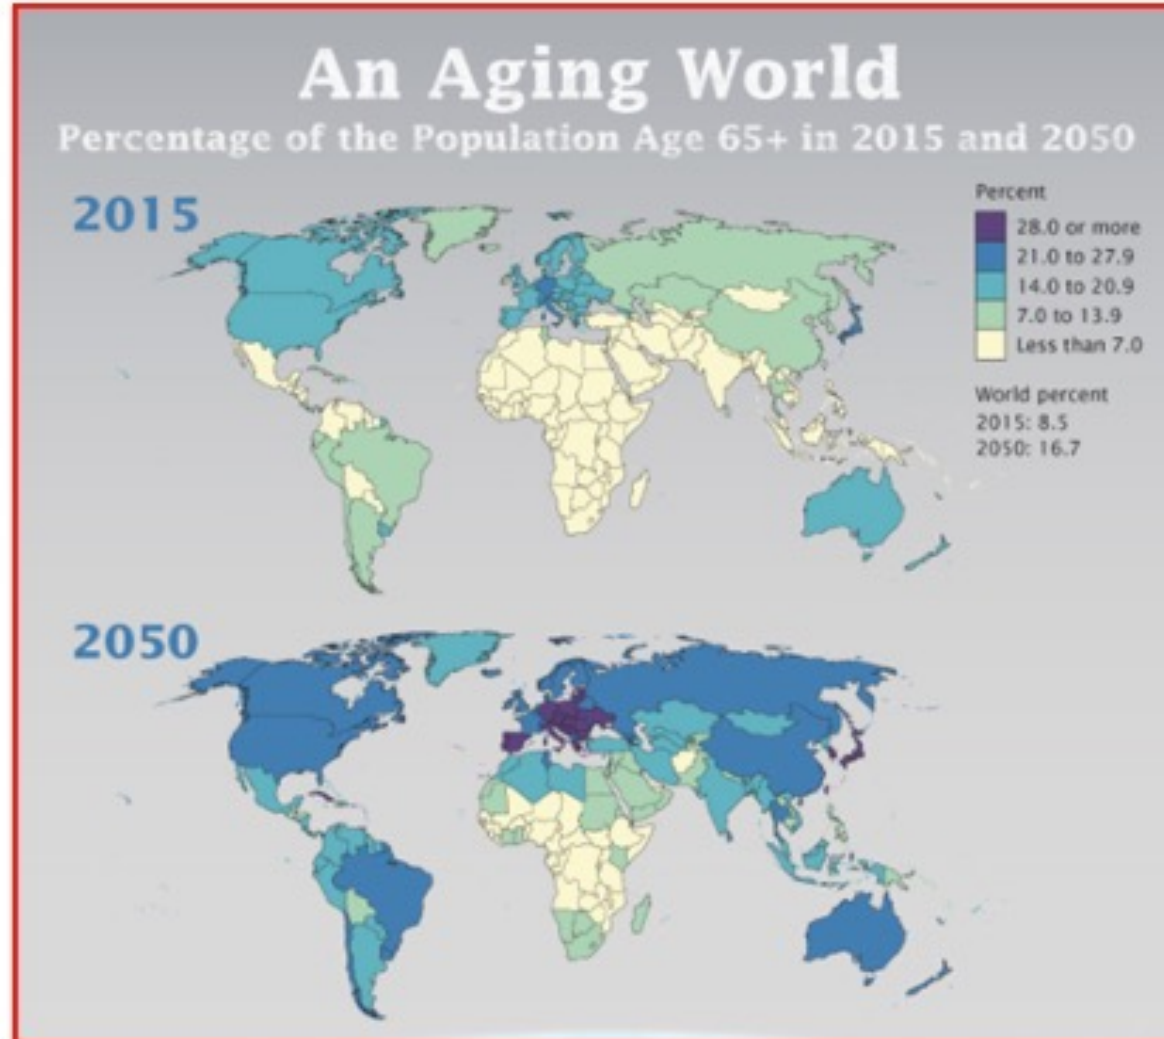 An Aging World
Percentage of the Population Age 65+ in 2015 and 2050
2015
Percent
28.0 or more
21.0 to 27.9
14.0 to 20.9
7.0 to 13.9
Less than 7.0
World percent
2015: 8.5
2050: 16.7
2050